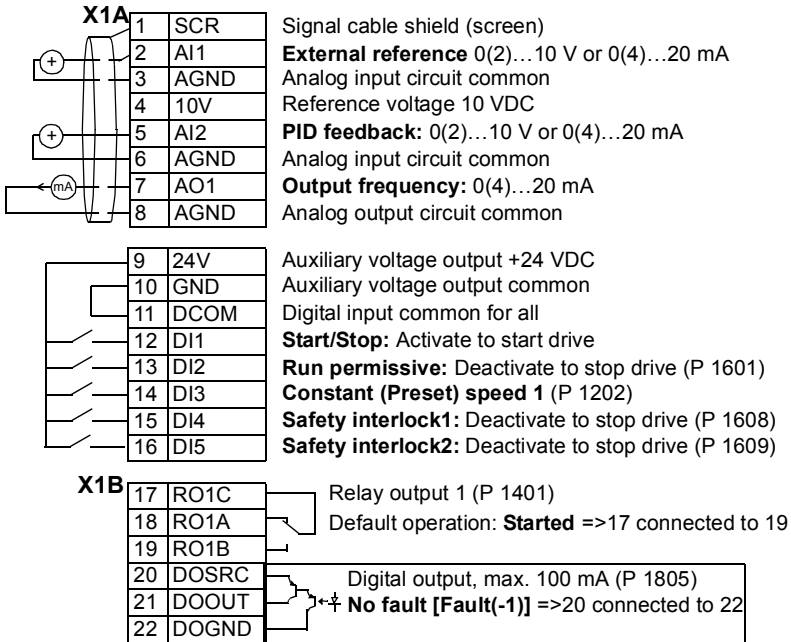 X1A
1 SCR Signal cable shield (screen)
2 AI1 External reference 0(2)…10 V or 0(4)…20 mA
3 AGND Analog input circuit common
4 10V Reference voltage 10 VDC
5 AI2 PID feedback: 0(2)…10 V or 0(4)…20 mA
6 AGND Analog input circuit common
7 AO1 Output frequency: 0(4)…20 mA
8 AGND Analog output circuit common
+
+
mA
9 24V Auxiliary voltage output +24 VDC
10 GND Auxiliary voltage output common
11 DCOM Digital input common for all
12 DI1 Start/Stop: Activate to start drive
13 DI2 Run permissive: Deactivate to stop drive (P 1601)
14 DI3 Constant (Preset) speed 1 (P 1202)
15 DI4 Safety interlock1: Deactivate to stop drive (P 1608)
16 DI5 Safety interlock2: Deactivate to stop drive (P 1609)
X1B
17 RO1C Relay output 1 (P 1401)
18 RO1A Default operation: Started =>17 connected to 19
19 RO1B
20 DOSRC Digital output, max. 100 mA (P 1805)
21 DOOUT No fault [Fault(-1)] =>20 connected to 22
22 DOGND